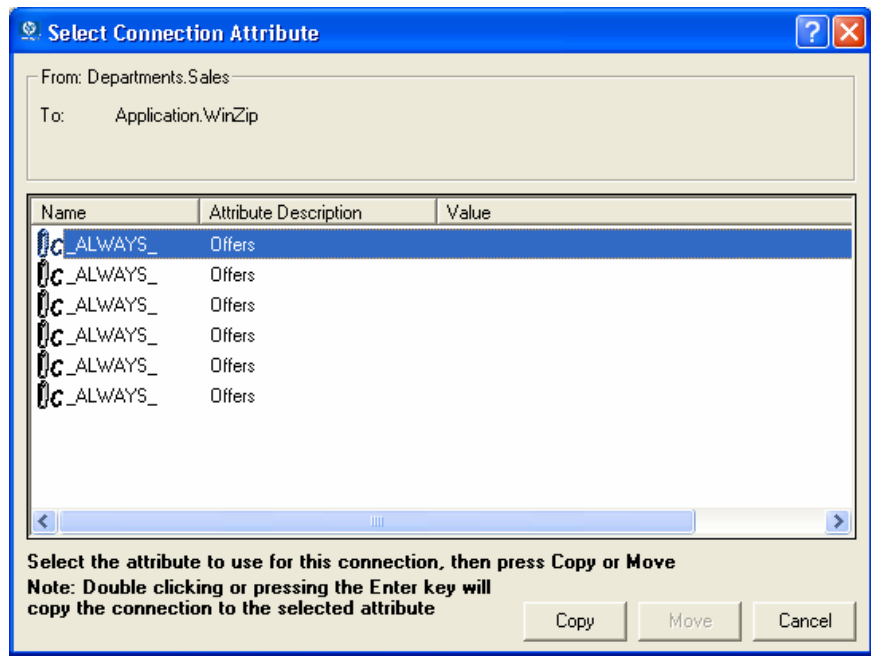 Select Connection Attribute
From: Departments.Sales
To: Application.WinZip
Name Attribute Description Value
_ALWAYS_ Offers
_ALWAYS_ Offers
_ALWAYS_ Offers
_ALWAYS_ Offers
_ALWAYS_ Offers
_ALWAYS_ Offers
Select the attribute to use for this connection, then press Copy or Move
Note: Double clicking or pressing the Enter key will
copy the connection to the selected attribute
Copy Move Cancel